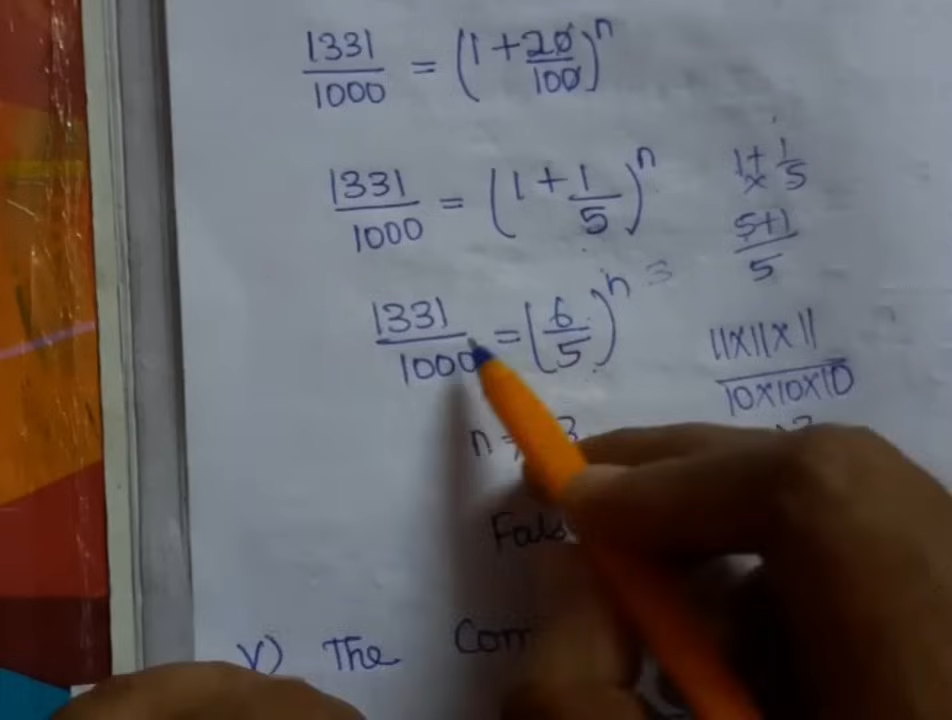 1331/1000 = (1 + 20/100)^n
1331/1000 = (1 + 1/5)^n
1 + 1/5
×
5+1/5
1331/1000 = (6/5)^n
11×11×11/10×10×10
n ≠ 3
V) The